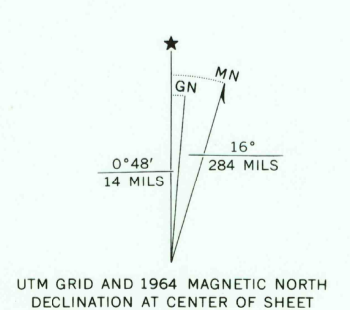 MN
GN
16°
284 MILS
0°48'
14 MILS
UTM GRID AND 1964 MAGNETIC NORTH
DECLINATION AT CENTER OF SHEET